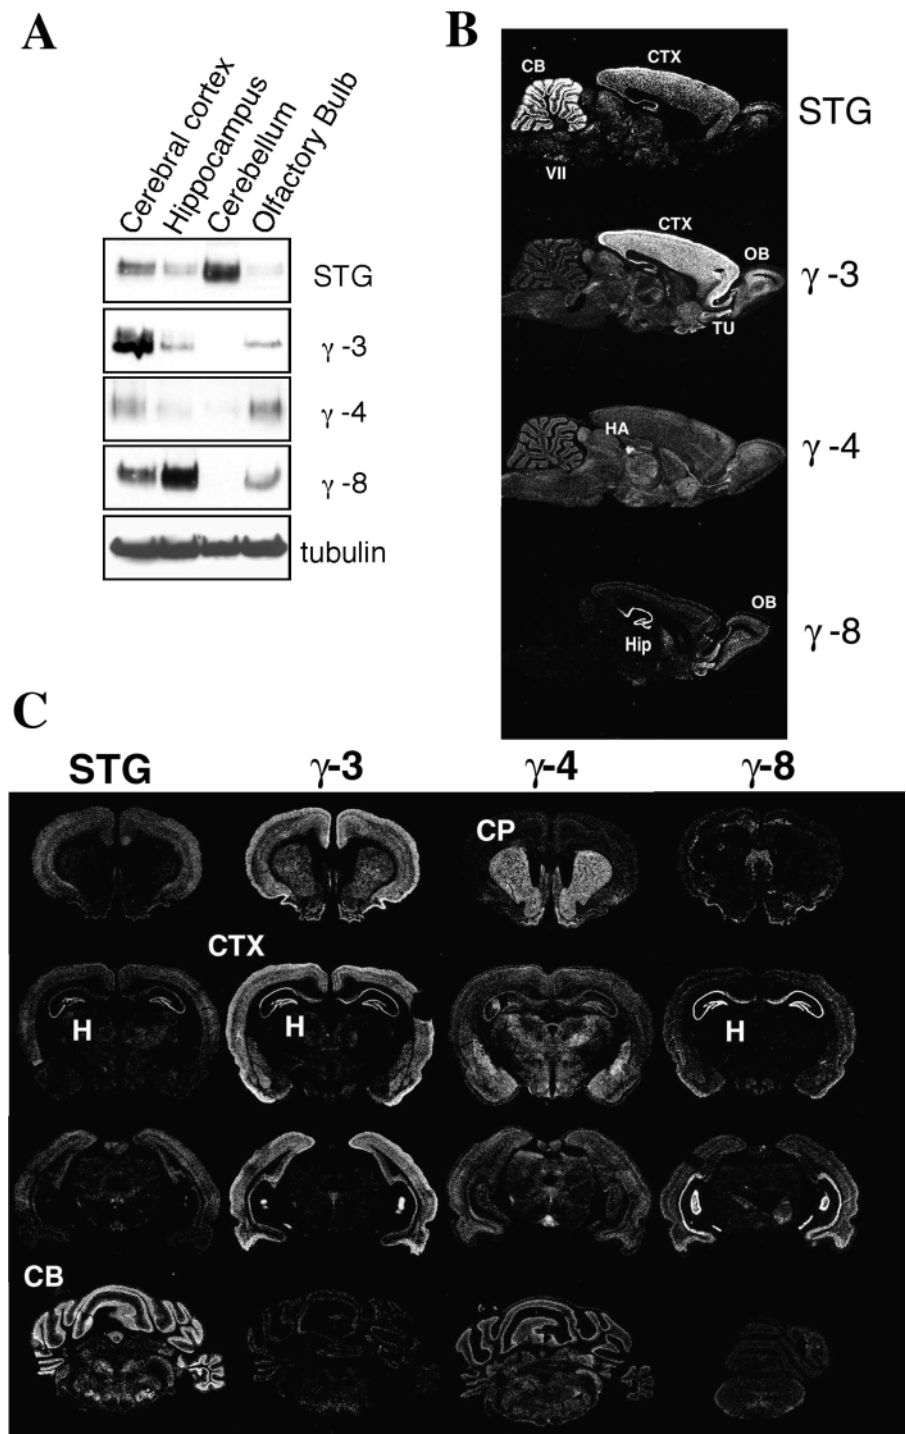 A
Cerebral cortex
Hippocampus
Cerebellum
Olfactory Bulb
STG
γ-3
γ-4
γ-8
tubulin
B
CB
CTX
VII
STG
CTX
OB
TU
γ-3
HA
γ-4
OB
Hip
γ-8
C
STG γ-3 γ-4 γ-8
CP
CTX
H H H
CB